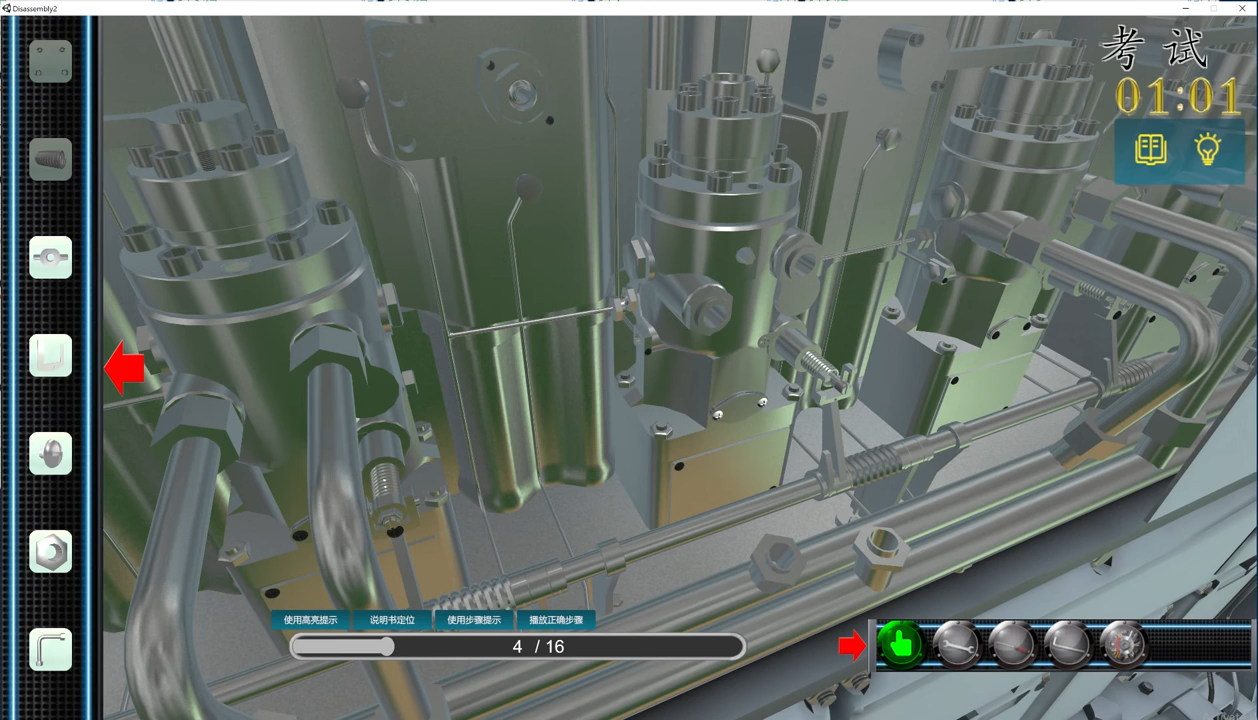 Disassembly2
考试
01:01
使用高亮提示
说明书定位
使用步骤提示
播放正确步骤
4 / 16